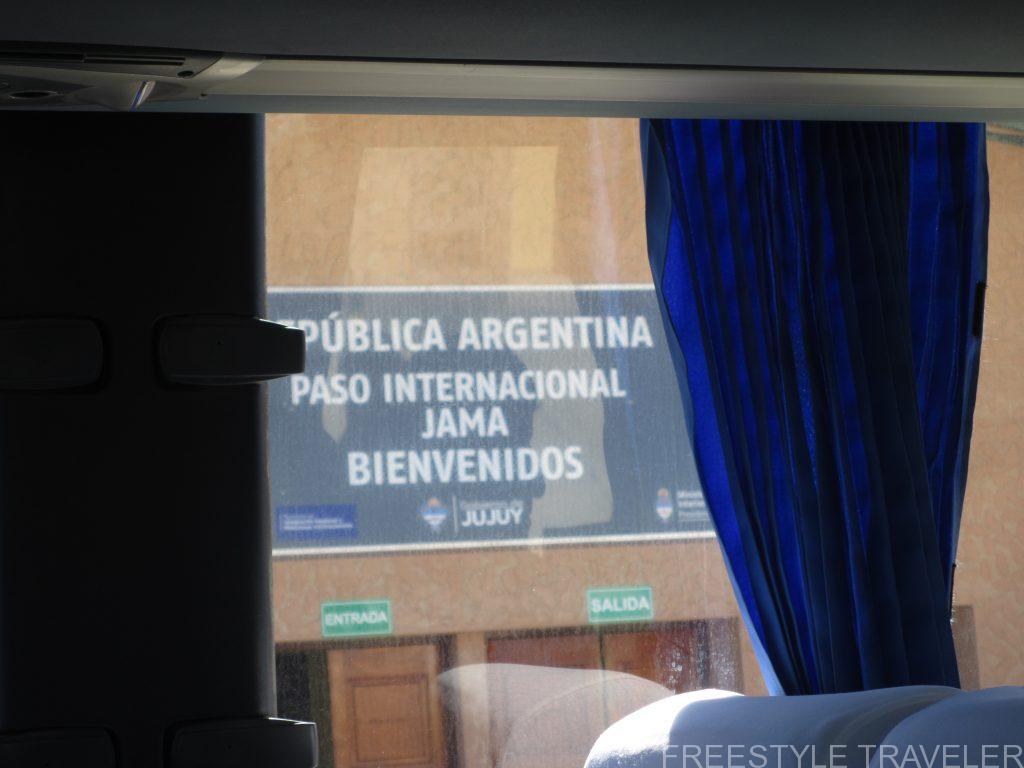 PÚBLICA ARGENTINA
PASO INTERNACIONAL
JAMA
BIENVENIDOS
JUJUY
ENTRADA
SALIDA
FREESTYLE TRAVELER